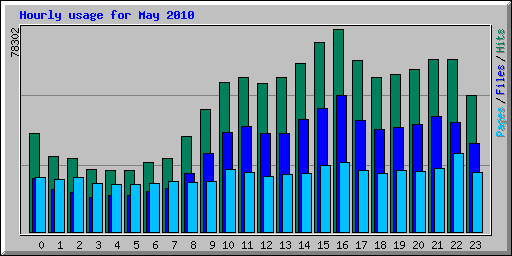 Hourly usage for May 2010
78302
Pages / Files / Hits
0 1 2 3 4 5 6 7 8 9 10 11 12 13 14 15 16 17 18 19 20 21 22 23